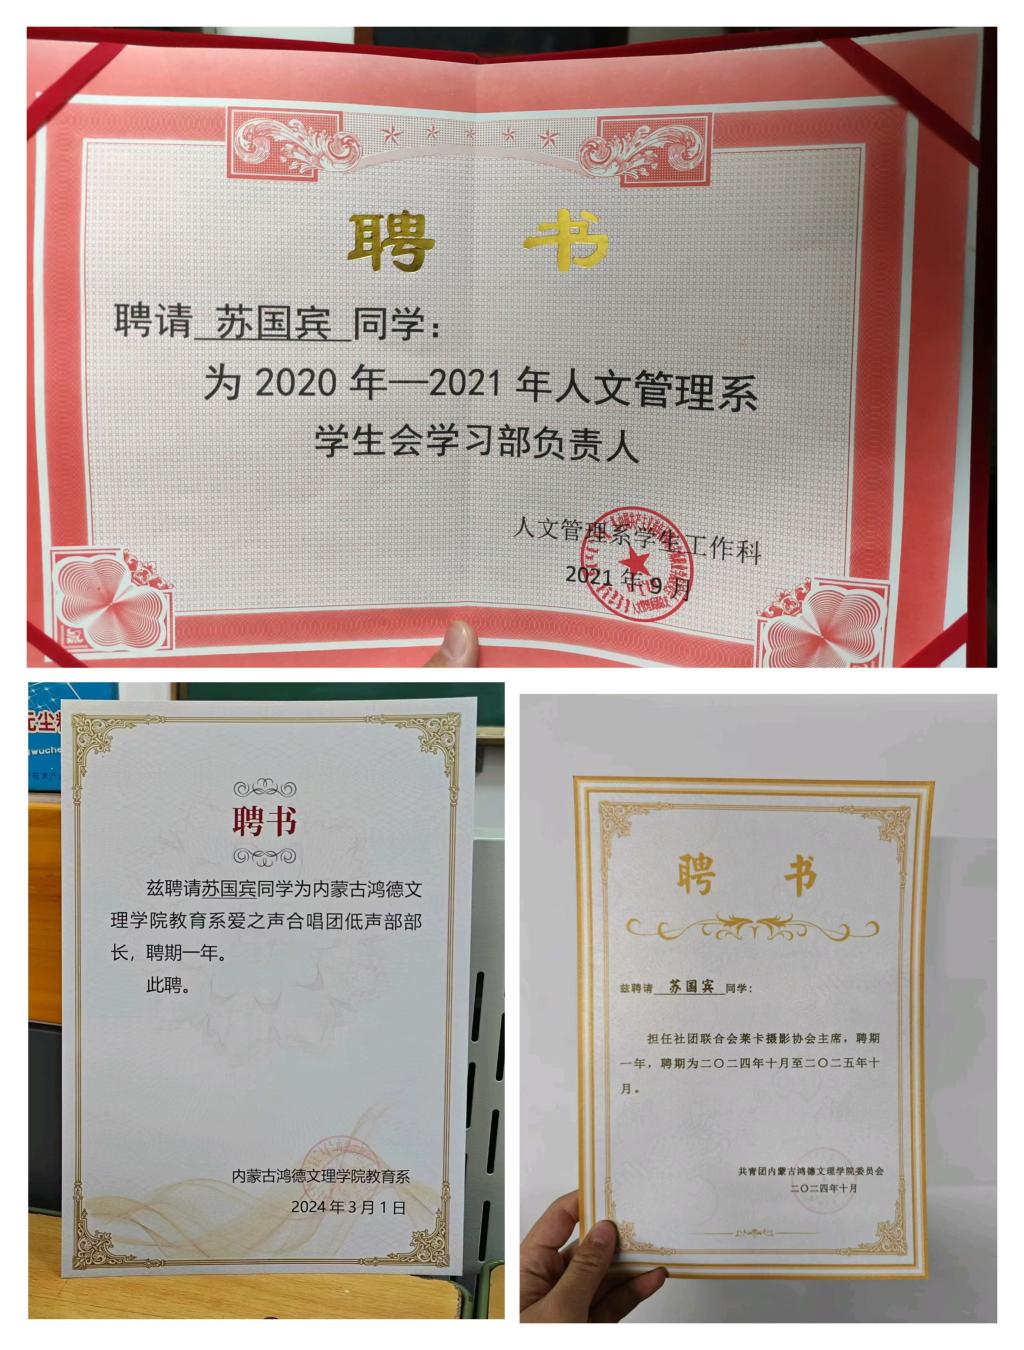 聘 书
聘请 苏国宾 同学：
为 2020 年—2021 年人文管理系
学生会学习部负责人
人文管理系学生工作科
2021 年 9 月
聘书
兹聘请苏国宾同学为内蒙古鸿德文
理学院教育系爱之声合唱团低声部部
长，聘期一年。
此聘。
内蒙古鸿德文理学院教育系
2024 年 3 月 1 日
聘 书
兹聘请 苏国宾 同学：
担任社团联合会莱卡摄影协会主席，聘期
一年，聘期为二〇二四年十月至二〇二五年十
月。
共青团内蒙古鸿德文理学院委员会
二〇二四年十月